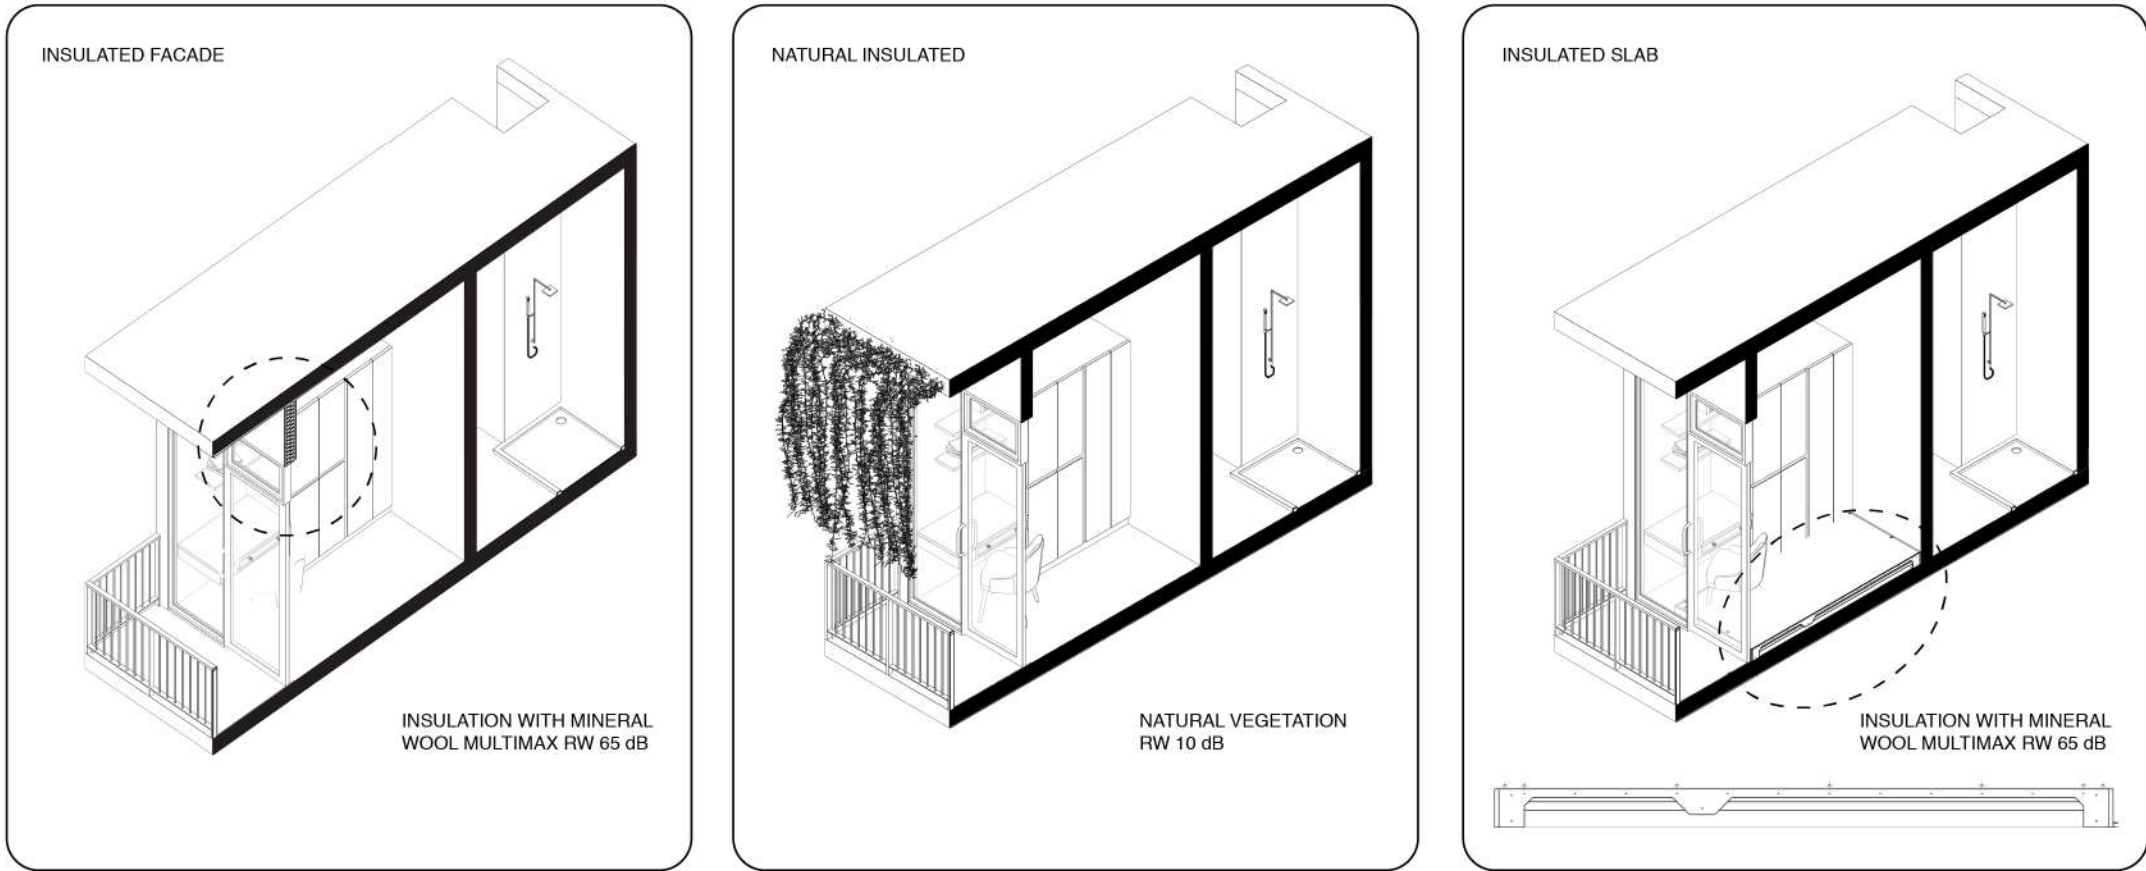 INSULATED FACADE
INSULATION WITH MINERAL
WOOL MULTIMAX RW 65 dB
NATURAL INSULATED
NATURAL VEGETATION
RW 10 dB
INSULATED SLAB
INSULATION WITH MINERAL
WOOL MULTIMAX RW 65 dB